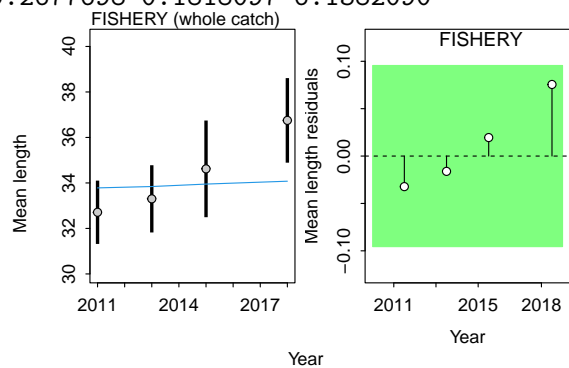 FISHERY (whole catch)
Mean length
40
38
36
34
32
30
2011 2014 2017
FISHERY
Mean length residuals
0.10
0.00
−0.10
2011 2015 2018
Year
Year